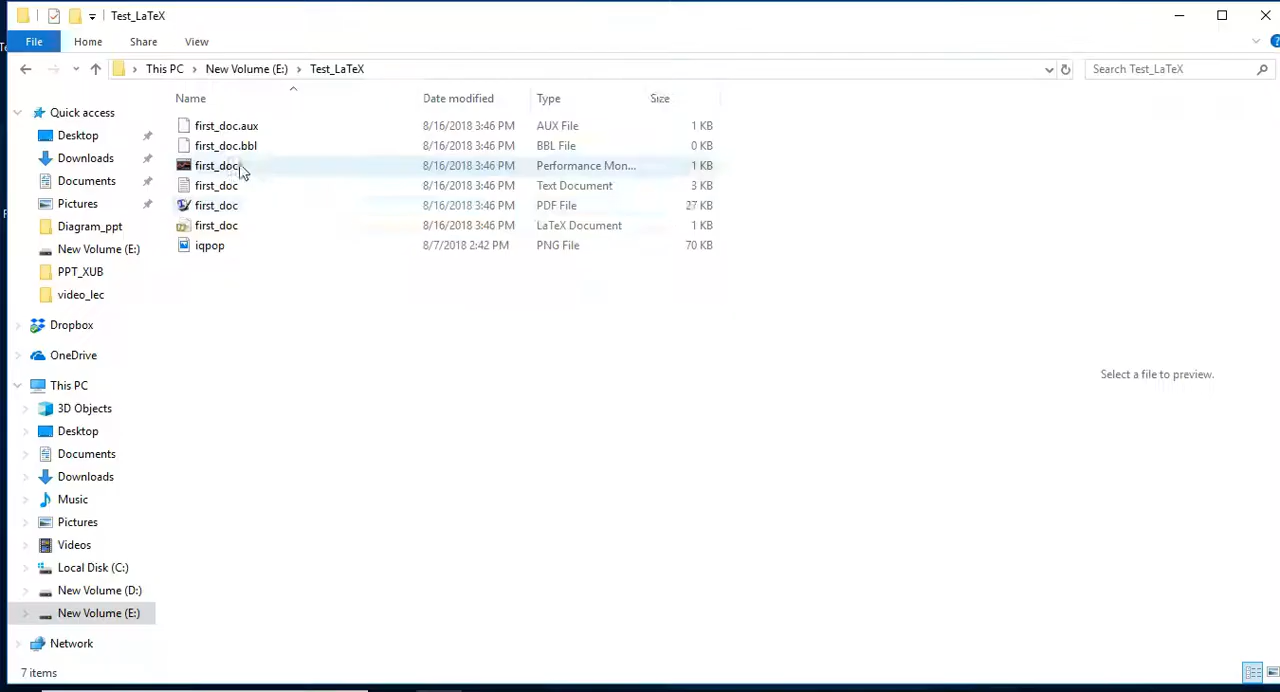 Test_LaTeX
File Home Share View
This PC New Volume (E:) Test_LaTeX Search Test_LaTeX
Name Date modified Type Size
first_doc.aux 8/16/2018 3:46 PM AUX File 1 KB
first_doc.bbl 8/16/2018 3:46 PM BBL File 0 KB
first_doc 8/16/2018 3:46 PM Performance Mon... 1 KB
first_doc 8/16/2018 3:46 PM Text Document 3 KB
first_doc 8/16/2018 3:46 PM PDF File 27 KB
first_doc 8/16/2018 3:46 PM LaTeX Document 1 KB
iqpop 8/7/2018 2:42 PM PNG File 70 KB
Quick access
Desktop
Downloads
Documents
Pictures
Diagram_ppt
New Volume (E:)
PPT_XUB
video_lec
Dropbox
OneDrive
This PC
3D Objects
Desktop
Documents
Downloads
Music
Pictures
Videos
Local Disk (C:)
New Volume (D:)
New Volume (E:)
Network
Select a file to preview.
7 items